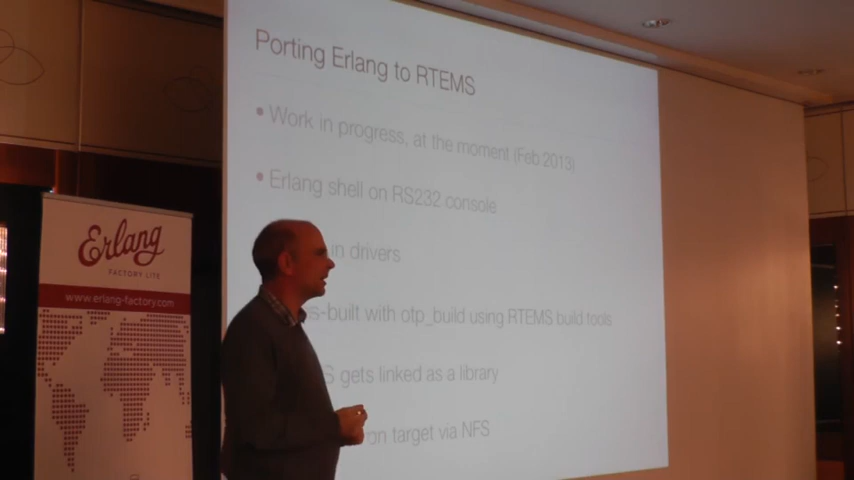 Porting Erlang to RTEMS
• Work in progress, at the moment (Feb 2013)
• Erlang shell on RS232 console
in drivers
s-built with otp_build using RTEMS build tools
S gets linked as a library
on target via NFS
Erlang
FACTORY LITE
www.erlang-factory.com